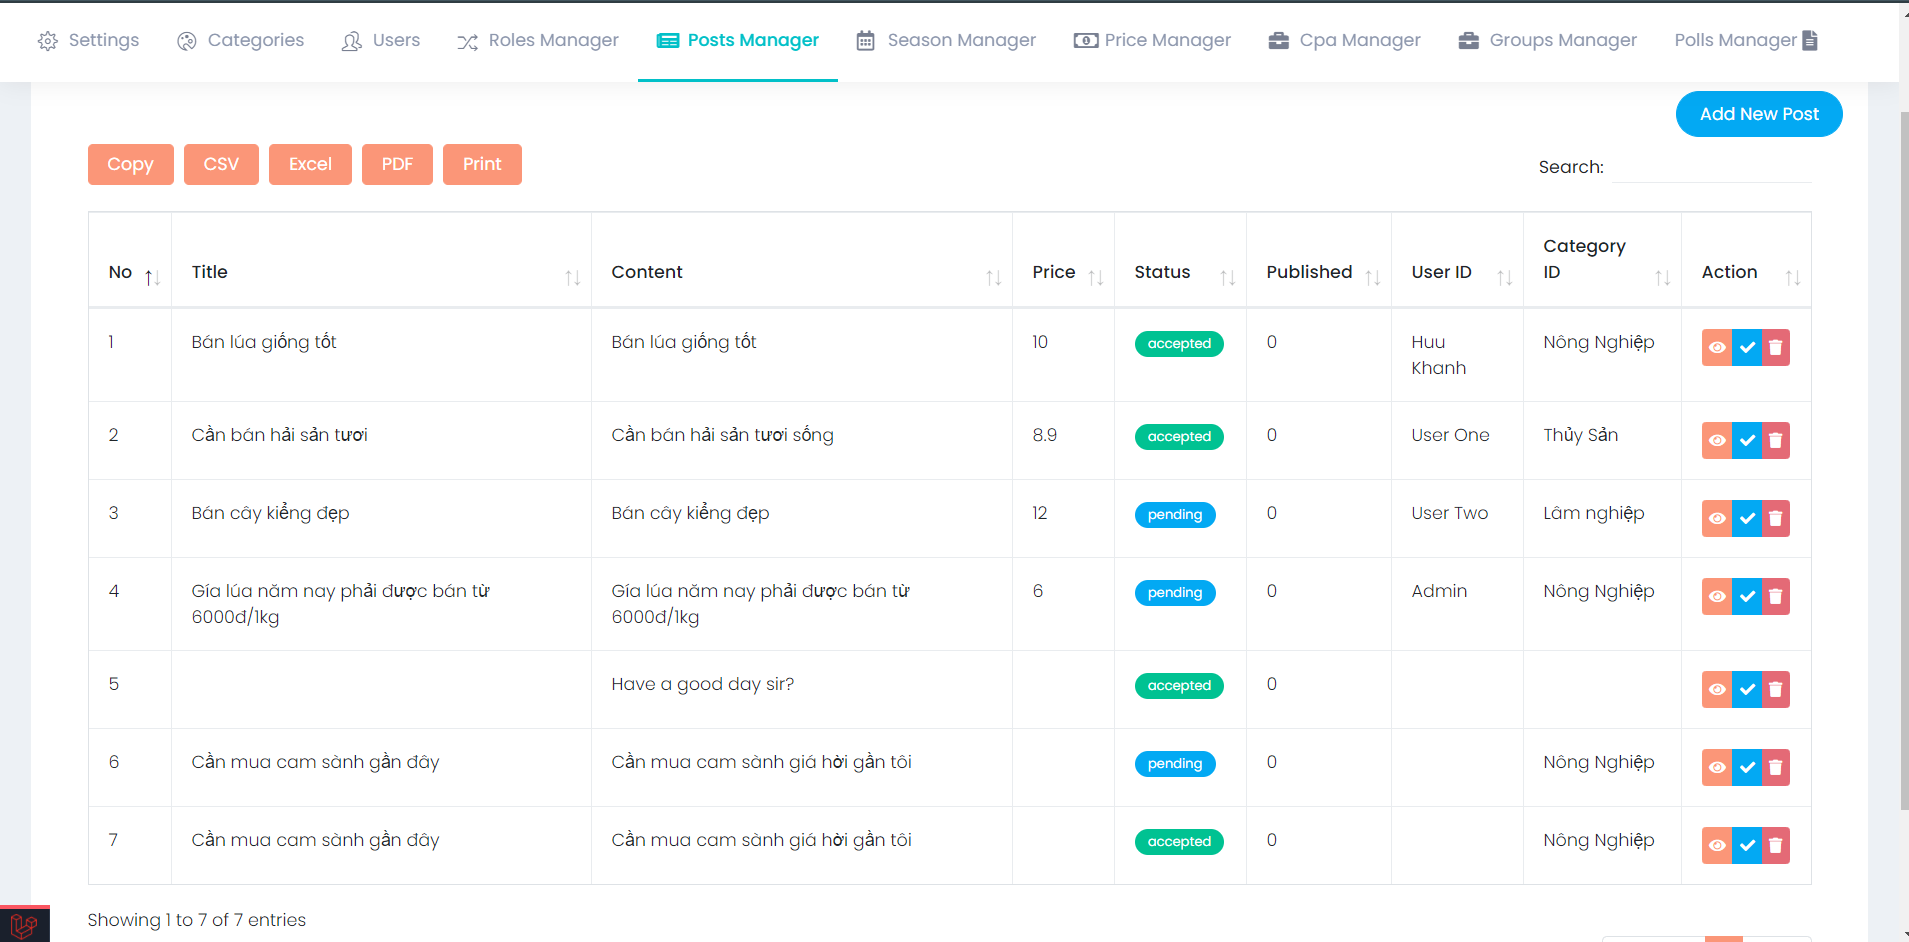 Settings Categories Users Roles Manager Posts Manager Season Manager Price Manager Cpa Manager Groups Manager Polls Manager
Add New Post
Copy CSV Excel PDF Print Search:
No Title Content Price Status Published User ID Category
ID Action
1 Bán lúa giống tốt Bán lúa giống tốt 10 accepted 0 Huu
Khanh Nông Nghiệp
2 Cần bán hải sản tươi Cần bán hải sản tươi sống 8.9 accepted 0 User One Thủy Sản
3 Bán cây kiểng đẹp Bán cây kiểng đẹp 12 pending 0 User Two Lâm nghiệp
4 Gía lúa năm nay phải được bán từ
6000đ/1kg Gía lúa năm nay phải được bán từ
6000đ/1kg 6 pending 0 Admin Nông Nghiệp
5 Have a good day sir? accepted 0
6 Cần mua cam sành gần đây Cần mua cam sành giá hời gần tôi pending 0 Nông Nghiệp
7 Cần mua cam sành gần đây Cần mua cam sành giá hời gần tôi accepted 0 Nông Nghiệp
Showing 1 to 7 of 7 entries